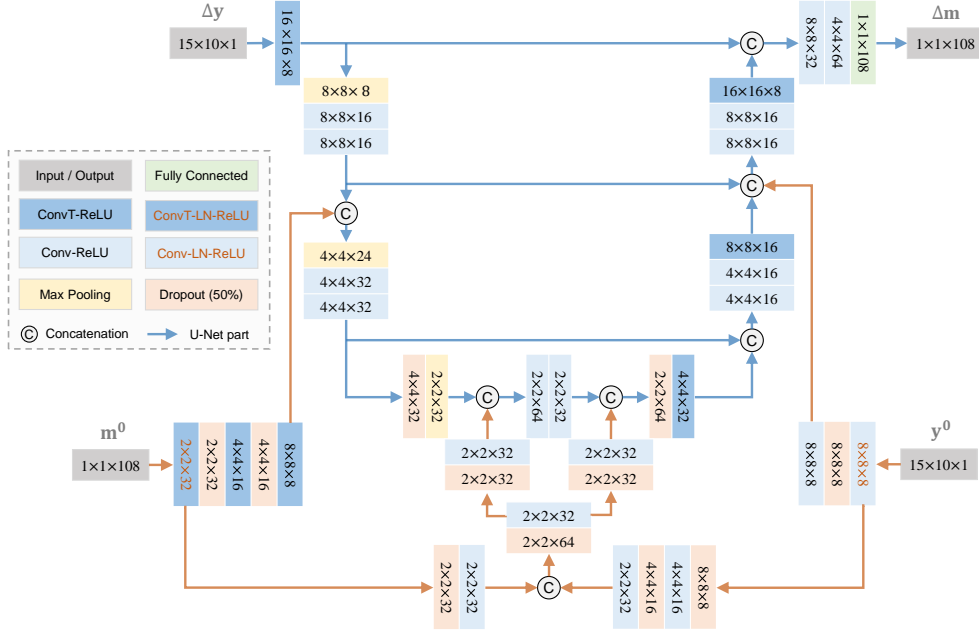 Δy
15×10×1
16×16 ×8
C
8×8×32
4×4×64
1×1×108
Δm
1×1×108
8×8×8
8×8×16
8×8×16
16×16×8
8×8×16
8×8×16
C
C
4×4×24
4×4×32
4×4×32
8×8×16
4×4×16
4×4×16
C
Input / Output
Fully Connected
ConvT-ReLU
ConvT-LN-ReLU
Conv-ReLU
Conv-LN-ReLU
Max Pooling
Dropout (50%)
C Concatenation
U-Net part
4×4×32
2×2×32
C
2×2×64
2×2×32
C
2×2×64
4×4×32
m⁰
1×1×108
2×2×32
2×2×32
4×4×16
4×4×16
8×8×8
2×2×32
2×2×32
2×2×32
2×2×32
8×8×8
8×8×8
8×8×8
y⁰
15×10×1
2×2×32
2×2×64
2×2×32
2×2×32
C
2×2×32
4×4×16
4×4×16
8×8×8